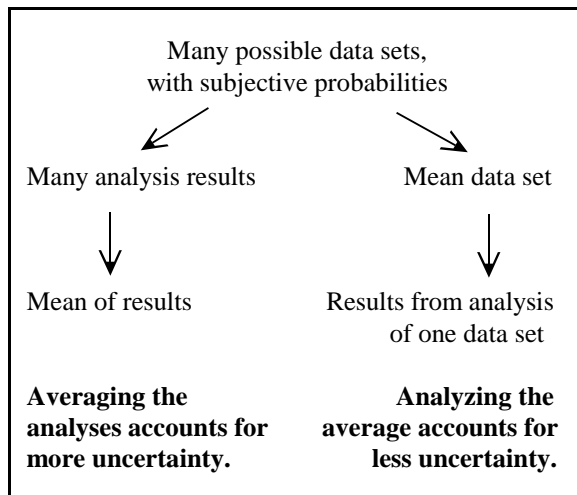 Many possible data sets,
with subjective probabilities
Many analysis results
Mean data set
Mean of results
Results from analysis
of one data set
Averaging the
analyses accounts for
more uncertainty.
Analyzing the
average accounts for
less uncertainty.